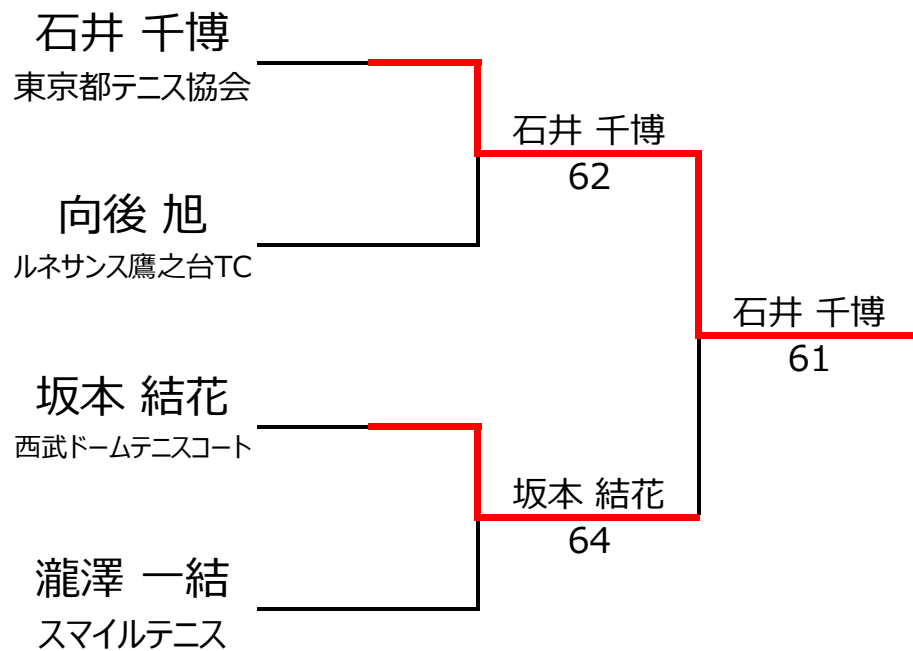 石井 千博
東京都テニス協会
石井 千博
62
向後 旭
ルネサンス鷹之台TC
石井 千博
61
坂本 結花
西武ドームテニスコート
坂本 結花
64
瀧澤 一結
スマイルテニス